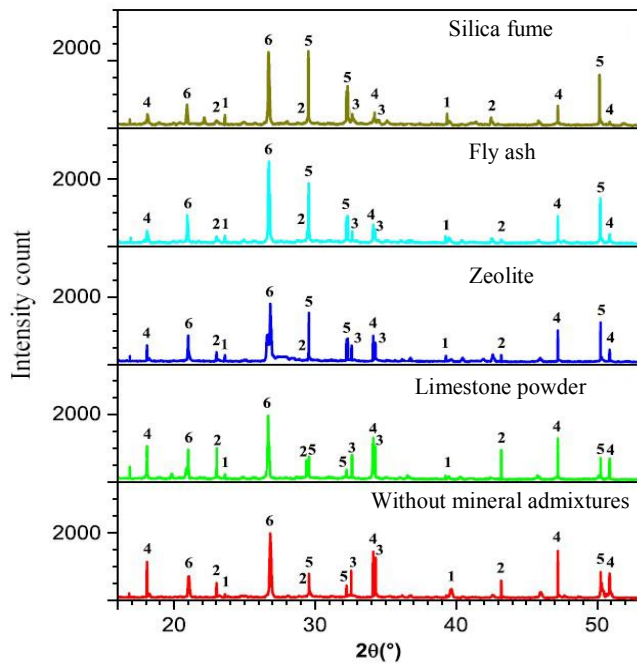 Silica fume
2000
4 6 2 1 6 5 5 3 4 3 1 2 4 5 4
Fly ash
2000
4 6 2 1 6 2 5 5 3 4 3 1 2 4 5 4
Zeolite
2000
4 6 2 1 6 2 5 5 3 4 3 1 2 4 5 4
Limestone powder
2000
4 6 2 1 6 2 5 5 3 4 3 1 2 4 5 4
Without mineral admixtures
2000
4 6 2 1 6 2 5 5 3 4 3 1 2 4 5 4
Intensity count
20 30 40 50
2θ(°)